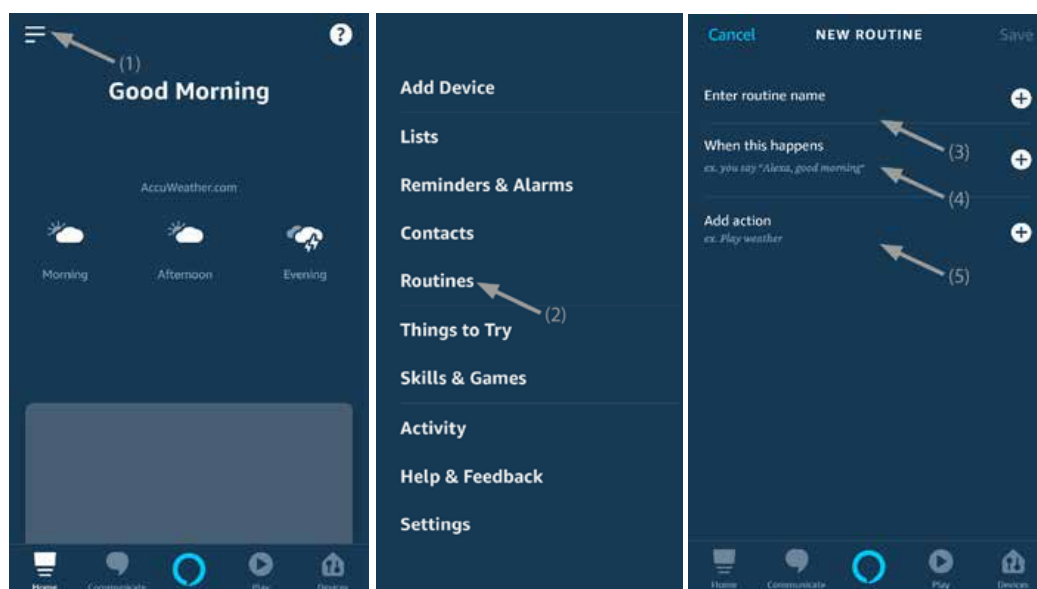 ?
(1)
Good Morning
AccuWeather.com
Morning Afternoon Evening
Home Communicate Play Devices
Add Device
Lists
Reminders & Alarms
Contacts
Routines
(2)
Things to Try
Skills & Games
Activity
Help & Feedback
Settings
Cancel NEW ROUTINE Save
Enter routine name
(3)
When this happens
ex. you say "Alexa, good morning"
(4)
Add action
ex. Play weather
(5)
Home Communicate Play Devices